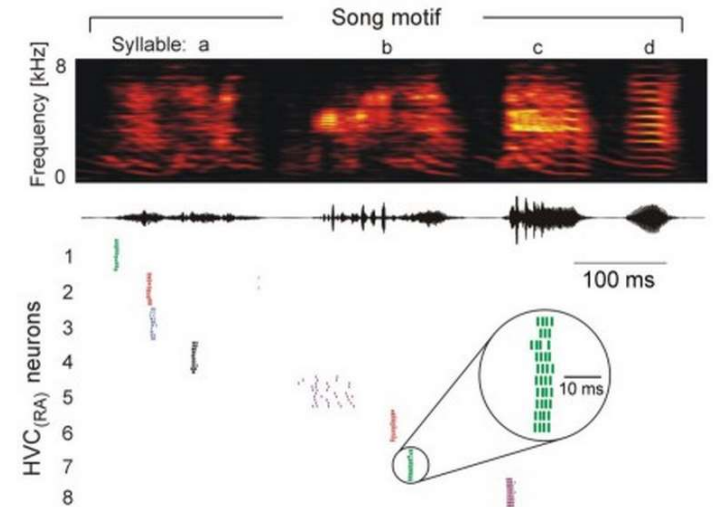 Song motif
Syllable: a b c d
Frequency [kHz]
8
0
100 ms
HVC(RA) neurons
1
2
3
4
5
6
7
8
10 ms